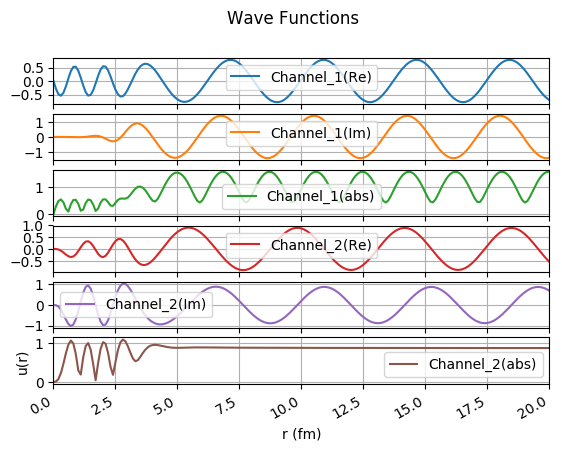 Wave Functions
0.5
0.0
−0.5
Channel_1(Re)
1
0
−1
Channel_1(Im)
1
0
Channel_1(abs)
1.0
0.5
0.0
−0.5
Channel_2(Re)
1
0
−1
Channel_2(Im)
1
0
Channel_2(abs)
u(r)
0.0 2.5 5.0 7.5 10.0 12.5 15.0 17.5 20.0
r (fm)